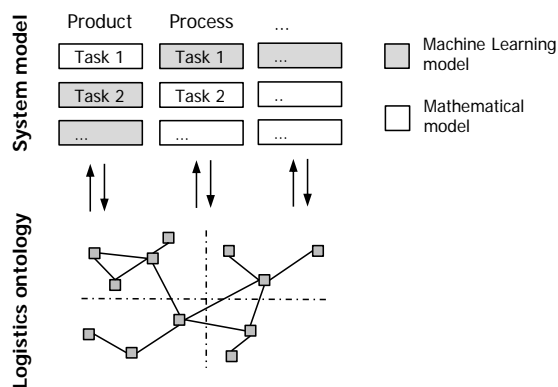 Product Process ...
System model
Task 1 Task 1 ...
Task 2 Task 2 ..
... ... ...
Machine Learning
model
Mathematical
model
Logistics ontology